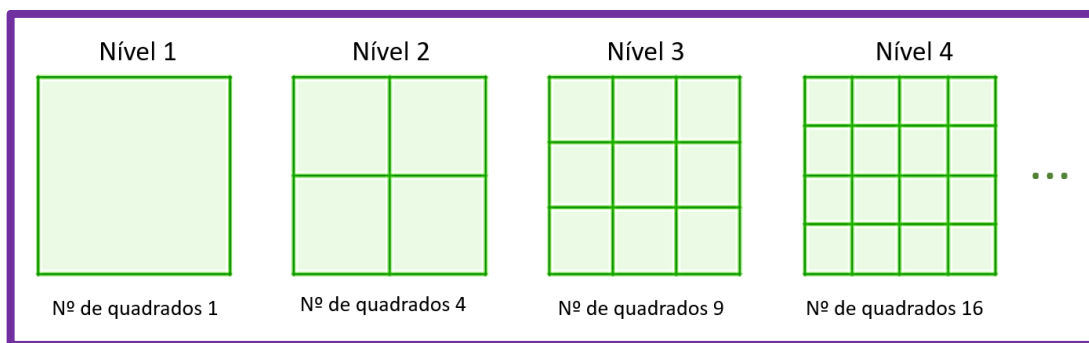 Nível 1
Nível 2
Nível 3
Nível 4
...
Nº de quadrados 1
Nº de quadrados 4
Nº de quadrados 9
Nº de quadrados 16